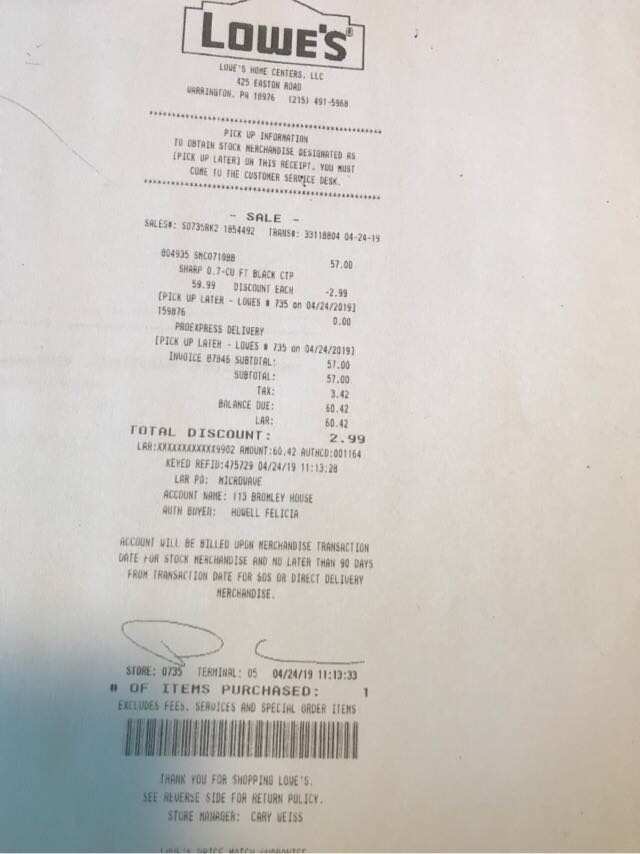 LOWE'S®
LOWE'S HOME CENTERS, LLC
425 EASTON ROAD
WARRINGTON, PA 18976 (215) 491-5968
PICK UP INFORMATION
TO OBTAIN STOCK MERCHANDISE DESIGNATED AS
[PICK UP LATER] ON THIS RECEIPT, YOU MUST
COME TO THE CUSTOMER SERVICE DESK.
- SALE -
SALES#: S0735RK2 1854492 TRANS#: 33118804 04-24-19
804935 SMC0710BB 57.00
SHARP 0.7-CU FT BLACK CTP
59.99 DISCOUNT EACH -2.99
[PICK UP LATER - LOWES # 735 on 04/24/2019]
159876 0.00
PROEXPRESS DELIVERY
[PICK UP LATER - LOWES # 735 on 04/24/2019]
INVOICE 87846 SUBTOTAL: 57.00
SUBTOTAL: 57.00
TAX: 3.42
BALANCE DUE: 60.42
LAR: 60.42
TOTAL DISCOUNT: 2.99
LAR:XXXXXXXXXXXX9902 AMOUNT:60.42 AUTHCD:001164
KEYED REFID:475729 04/24/19 11:13:28
LAR PO: MICROWAVE
ACCOUNT NAME: 113 BROMLEY HOUSE
AUTH BUYER: HOWELL FELICIA
ACCOUNT WILL BE BILLED UPON MERCHANDISE TRANSACTION
DATE FOR STOCK MERCHANDISE AND NO LATER THAN 90 DAYS
FROM TRANSACTION DATE FOR SOS OR DIRECT DELIVERY
MERCHANDISE.
STORE: 0735 TERMINAL: 05 04/24/19 11:13:33
# OF ITEMS PURCHASED: 1
EXCLUDES FEES, SERVICES AND SPECIAL ORDER ITEMS
THANK YOU FOR SHOPPING LOWE'S.
SEE REVERSE SIDE FOR RETURN POLICY.
STORE MANAGER: CARY WEISS
LOWE'S PRICE MATCH GUARANTEE